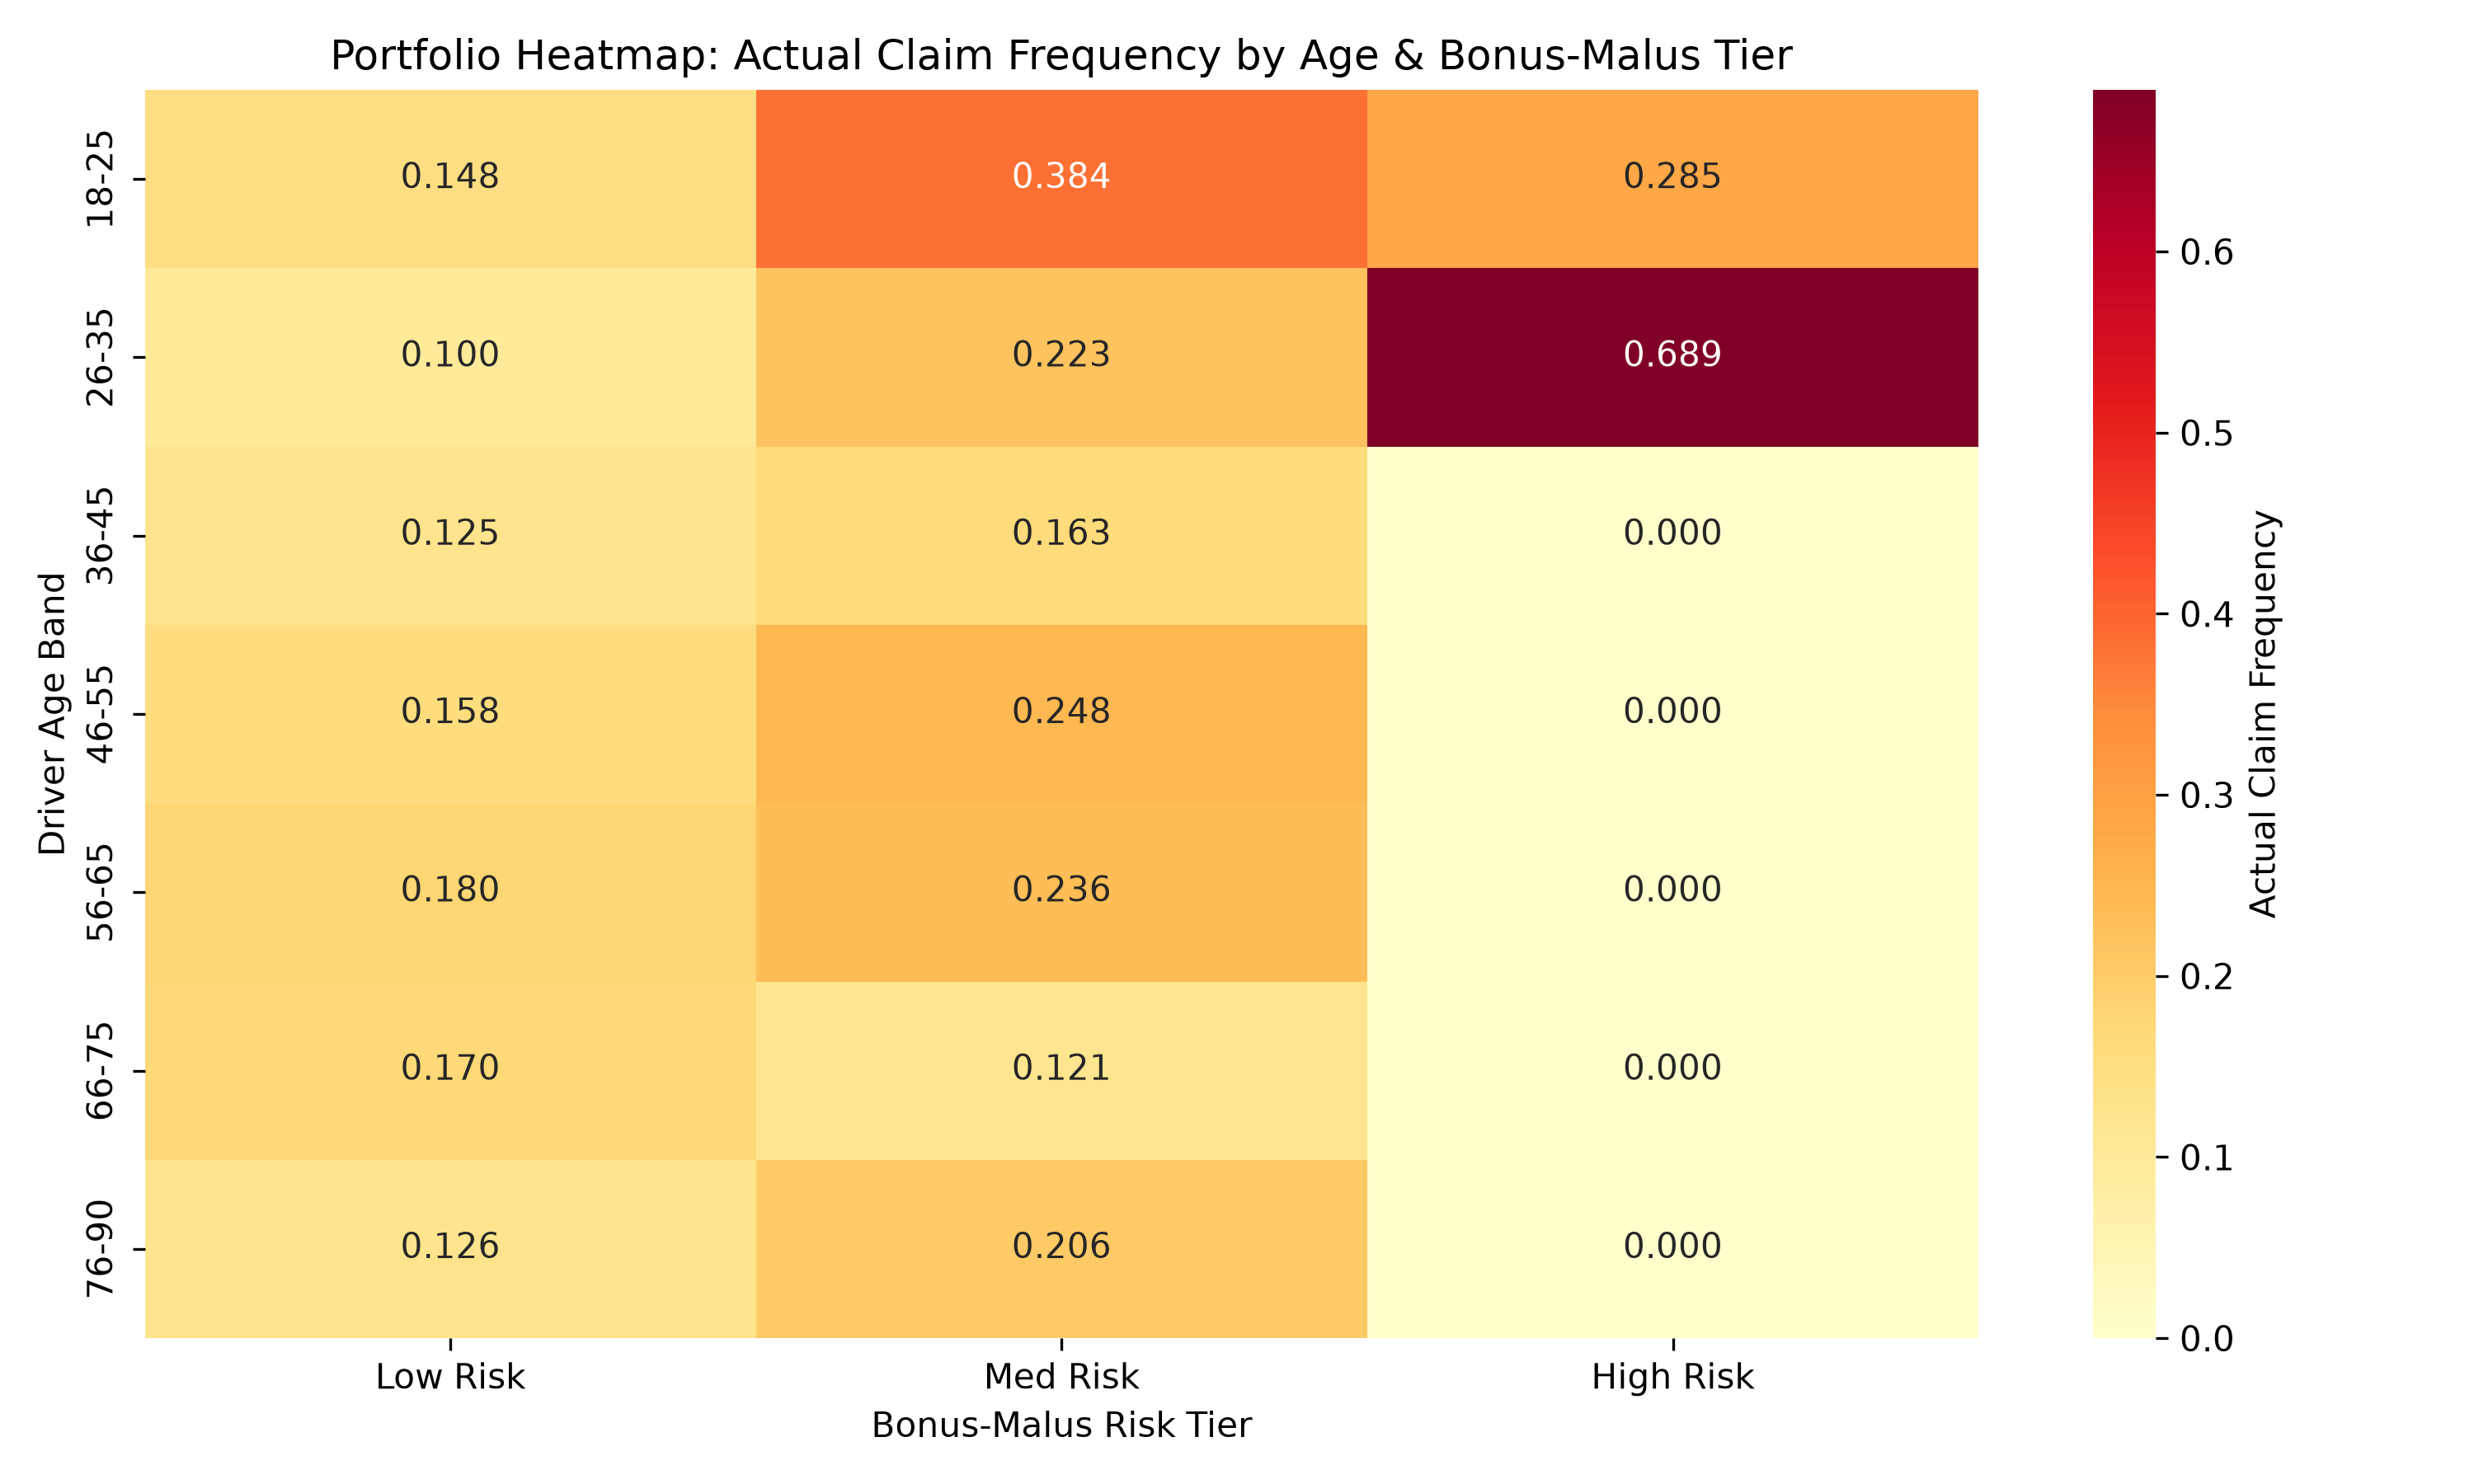 Portfolio Heatmap: Actual Claim Frequency by Age & Bonus-Malus Tier
Driver Age Band
18-25 0.148 0.384 0.285
26-35 0.100 0.223 0.689
36-45 0.125 0.163 0.000
46-55 0.158 0.248 0.000
56-65 0.180 0.236 0.000
66-75 0.170 0.121 0.000
76-90 0.126 0.206 0.000
Low Risk Med Risk High Risk
Bonus-Malus Risk Tier
0.6
0.5
0.4
0.3
0.2
0.1
0.0
Actual Claim Frequency